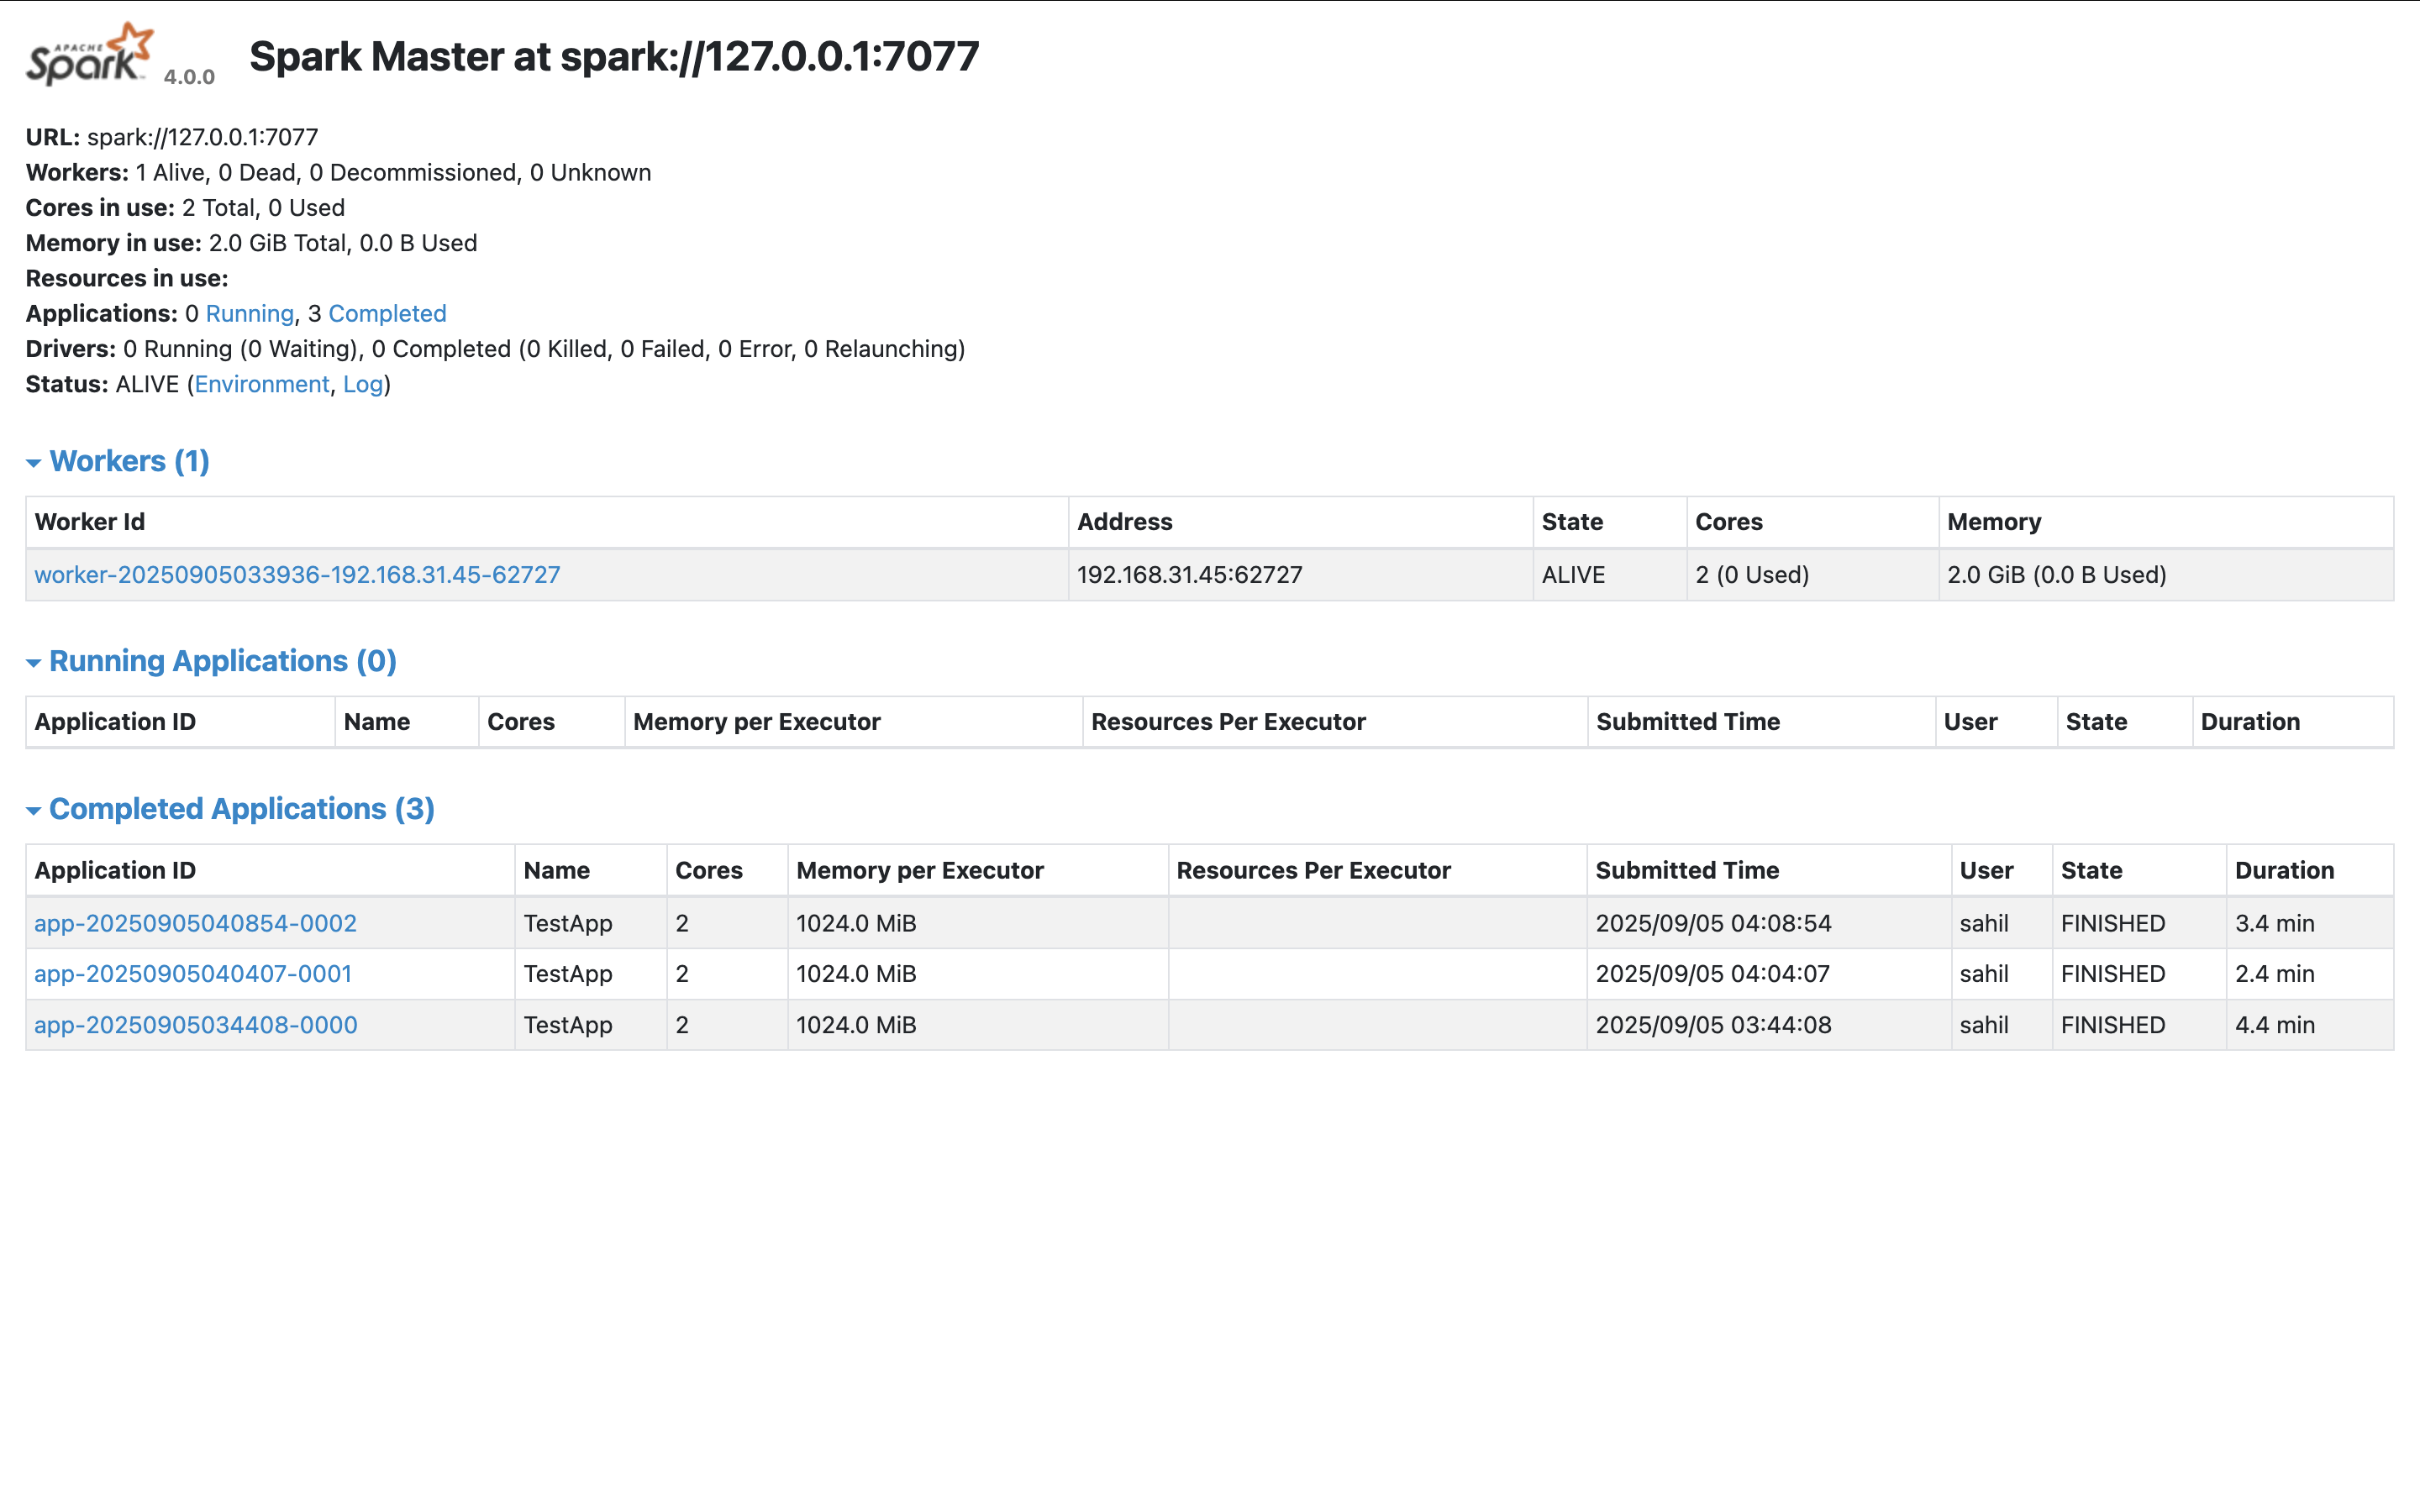 APACHE
Spark™ 4.0.0 Spark Master at spark://127.0.0.1:7077
URL: spark://127.0.0.1:7077
Workers: 1 Alive, 0 Dead, 0 Decommissioned, 0 Unknown
Cores in use: 2 Total, 0 Used
Memory in use: 2.0 GiB Total, 0.0 B Used
Resources in use:
Applications: 0 Running, 3 Completed
Drivers: 0 Running (0 Waiting), 0 Completed (0 Killed, 0 Failed, 0 Error, 0 Relaunching)
Status: ALIVE (Environment, Log)
Workers (1)
Worker Id Address State Cores Memory
worker-20250905033936-192.168.31.45-62727 192.168.31.45:62727 ALIVE 2 (0 Used) 2.0 GiB (0.0 B Used)
Running Applications (0)
Application ID Name Cores Memory per Executor Resources Per Executor Submitted Time User State Duration
Completed Applications (3)
Application ID Name Cores Memory per Executor Resources Per Executor Submitted Time User State Duration
app-20250905040854-0002 TestApp 2 1024.0 MiB 2025/09/05 04:08:54 sahil FINISHED 3.4 min
app-20250905040407-0001 TestApp 2 1024.0 MiB 2025/09/05 04:04:07 sahil FINISHED 2.4 min
app-20250905034408-0000 TestApp 2 1024.0 MiB 2025/09/05 03:44:08 sahil FINISHED 4.4 min